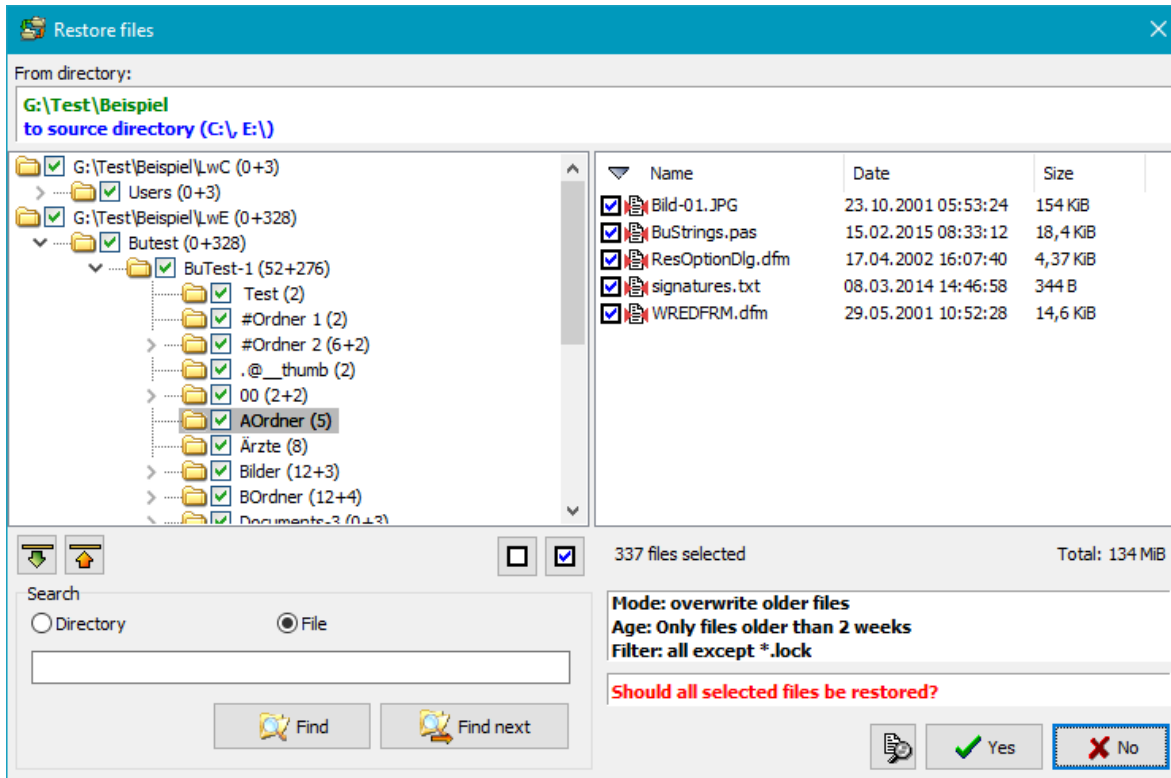 Restore files
From directory:
G:\Test\Beispiel
to source directory (C:\, E:\)
G:\Test\Beispiel\LwC (0+3)
Users (0+3)
G:\Test\Beispiel\LwE (0+328)
Butest (0+328)
BuTest-1 (52+276)
Test (2)
#Ordner 1 (2)
#Ordner 2 (6+2)
.@__thumb (2)
00 (2+2)
AOrdner (5)
Ärzte (8)
Bilder (12+3)
BOrdner (12+4)
Documents-3 (0+3)
Name Date Size
Bild-01.JPG 23.10.2001 05:53:24 154 KiB
BuStrings.pas 15.02.2015 08:33:12 18,4 KiB
ResOptionDlg.dfm 17.04.2002 16:07:40 4,37 KiB
signatures.txt 08.03.2014 14:46:58 344 B
WREDFRM.dfm 29.05.2001 10:52:28 14,6 KiB
337 files selected Total: 134 MiB
Search
Directory File
Find Find next
Mode: overwrite older files
Age: Only files older than 2 weeks
Filter: all except *.lock
Should all selected files be restored?
Yes No